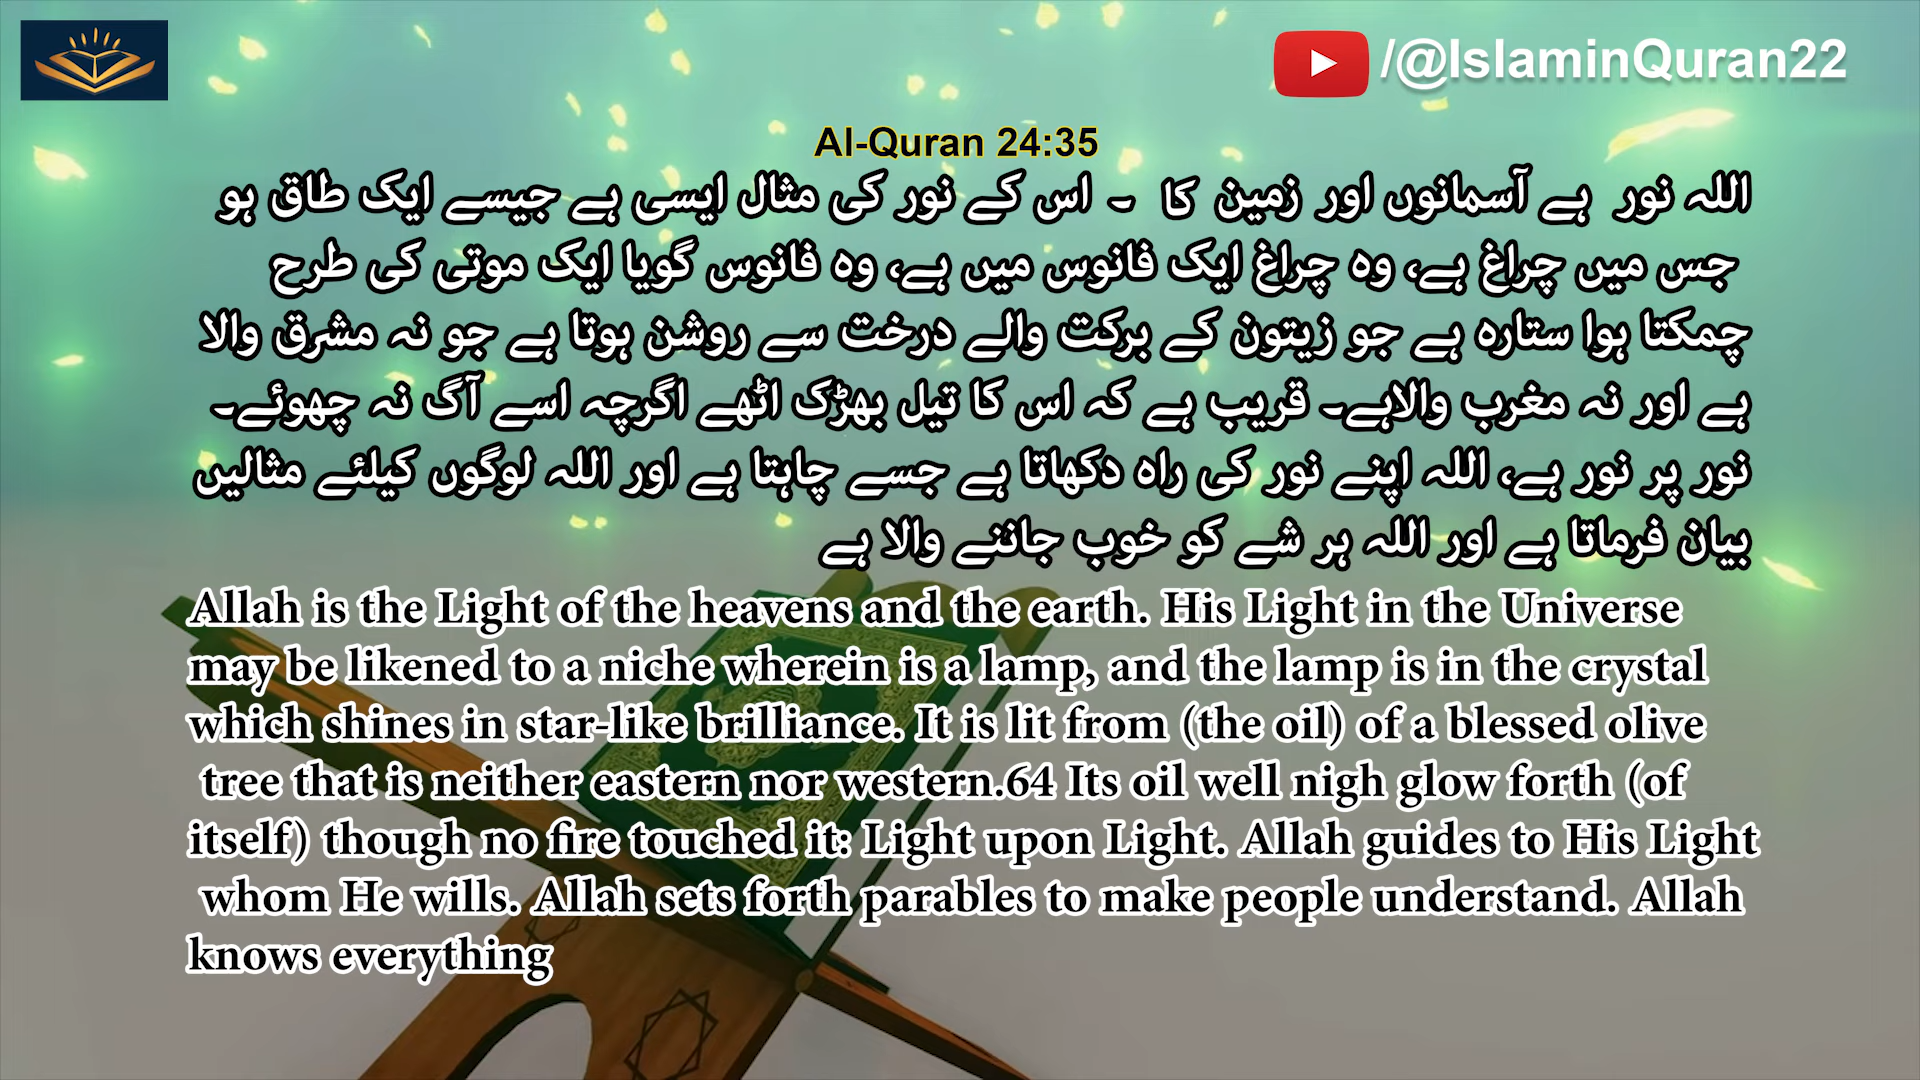 /@IslaminQuran22
Al-Quran 24:35
اللہ نور ہے آسمانوں اور زمین کا ۔ اس کے نور کی مثال ایسی ہے جیسے ایک طاق ہو
جس میں چراغ ہے، وہ چراغ ایک فانوس میں ہے، وہ فانوس گویا ایک موتی کی طرح
چمکتا ہوا ستارہ ہے جو زیتون کے برکت والے درخت سے روشن ہوتا ہے جو نہ مشرق والا
ہے اور نہ مغرب والاہے۔ قریب ہے کہ اس کا تیل بھڑک اٹھے اگرچہ اسے آگ نہ چھوئے۔
نور پر نور ہے، اللہ اپنے نور کی راہ دکھاتا ہے جسے چاہتا ہے اور اللہ لوگوں کیلئے مثالیں
بیان فرماتا ہے اور اللہ ہر شے کو خوب جاننے والا ہے
Allah is the Light of the heavens and the earth. His Light in the Universe
may be likened to a niche wherein is a lamp, and the lamp is in the crystal
which shines in star-like brilliance. It is lit from (the oil) of a blessed olive
tree that is neither eastern nor western.64 Its oil well nigh glow forth (of
itself) though no fire touched it: Light upon Light. Allah guides to His Light
whom He wills. Allah sets forth parables to make people understand. Allah
knows everything